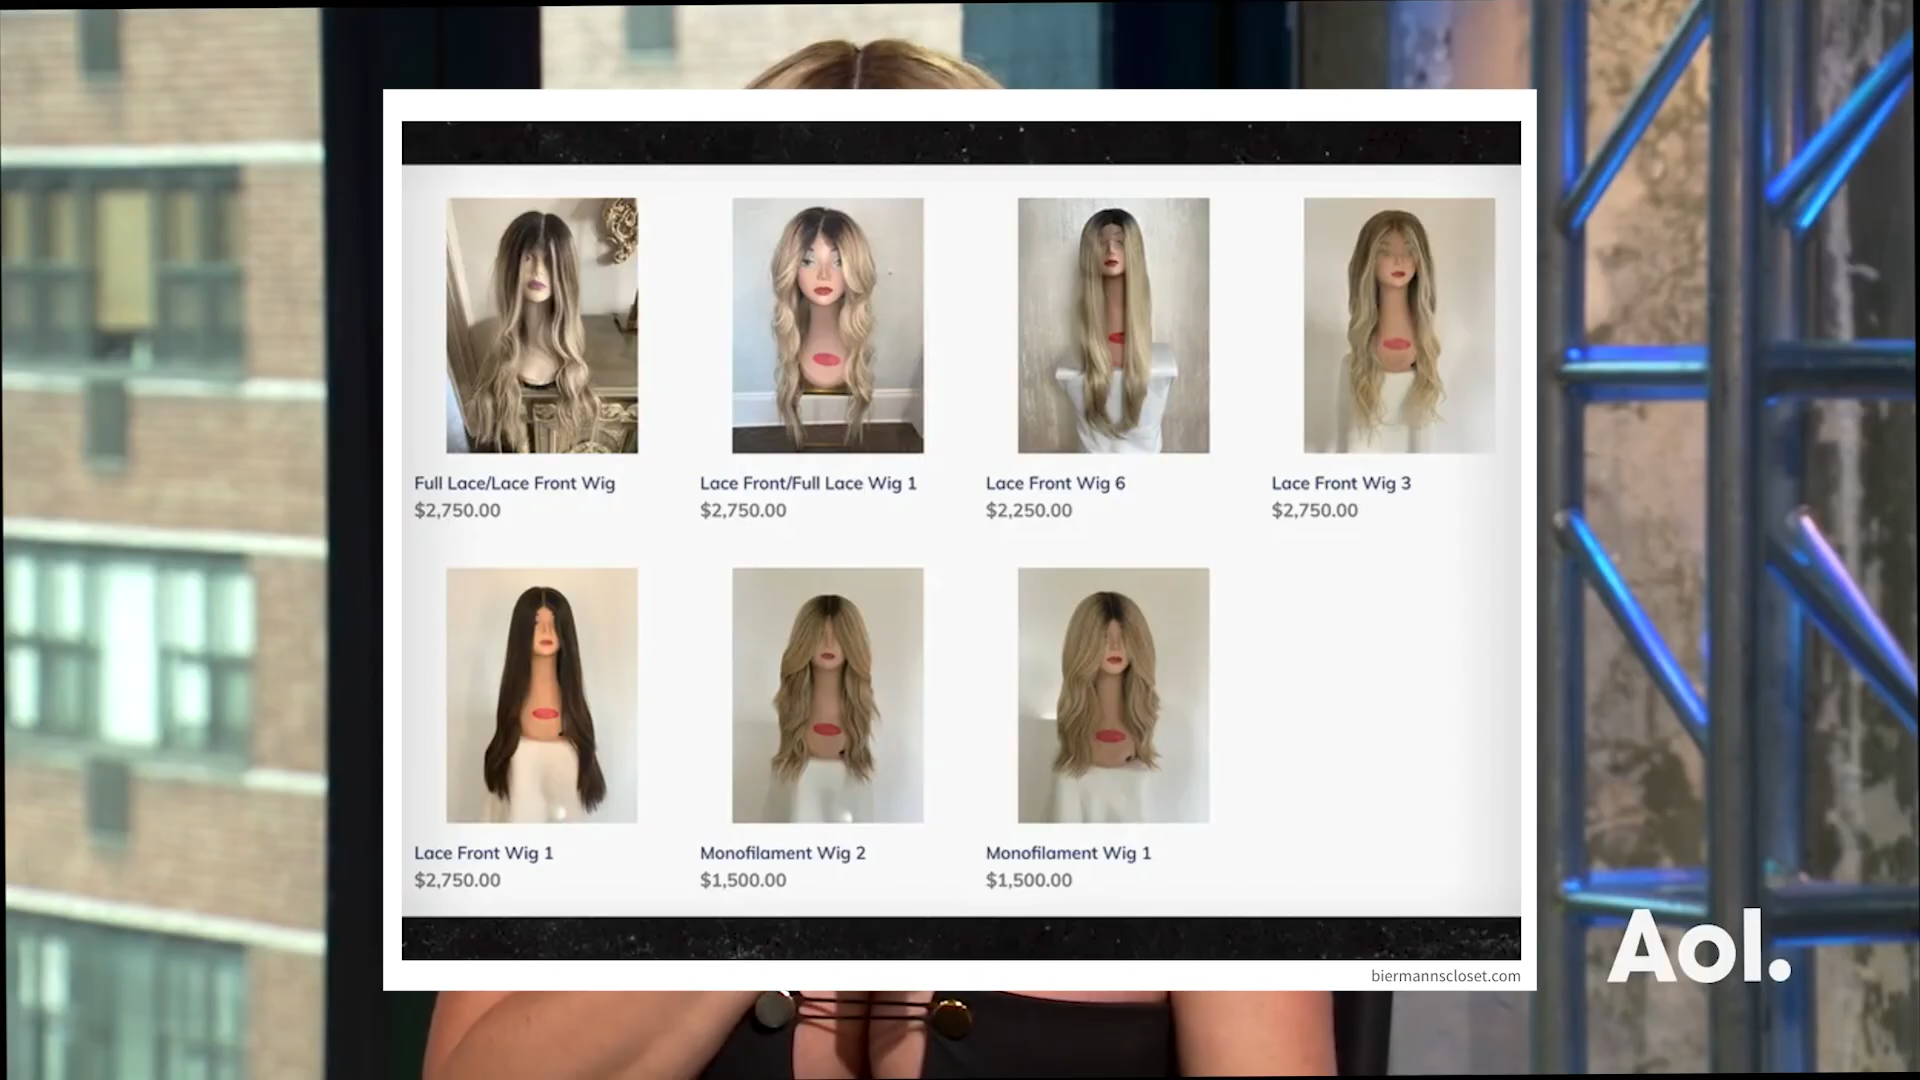 Full Lace/Lace Front Wig
$2,750.00
Lace Front/Full Lace Wig 1
$2,750.00
Lace Front Wig 6
$2,250.00
Lace Front Wig 3
$2,750.00
Lace Front Wig 1
$2,750.00
Monofilament Wig 2
$1,500.00
Monofilament Wig 1
$1,500.00
biermannscloset.com
Aol.